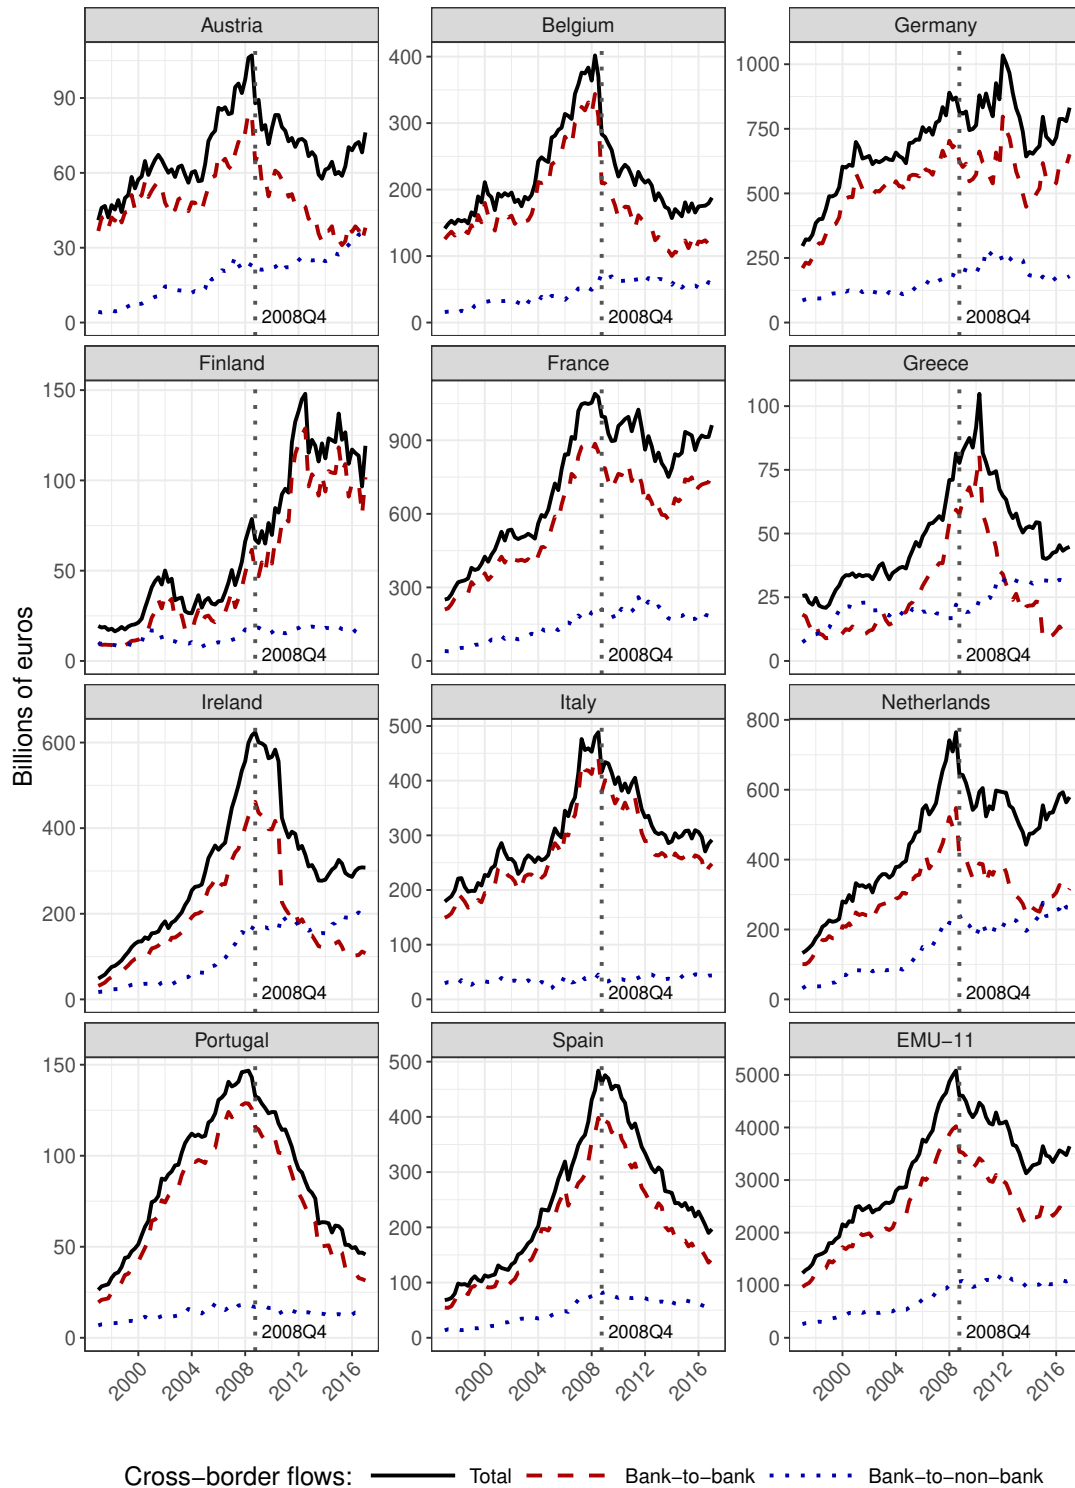 Austria
Belgium
Germany
90
60
30
0
2008Q4
400
300
200
100
0
2008Q4
1000
750
500
250
0
2008Q4
Finland
France
Greece
150
100
50
0
2008Q4
900
600
300
0
2008Q4
100
75
50
25
0
2008Q4
Billions of euros
Ireland
Italy
Netherlands
600
400
200
0
2008Q4
500
400
300
200
100
0
2008Q4
800
600
400
200
0
2008Q4
Portugal
Spain
EMU−11
150
100
50
0
2008Q4
500
400
300
200
100
0
2008Q4
5000
4000
3000
2000
1000
0
2008Q4
2000 2004 2008 2012 2016
2000 2004 2008 2012 2016
2000 2004 2008 2012 2016
Cross−border flows: Total Bank−to−bank Bank−to−non−bank